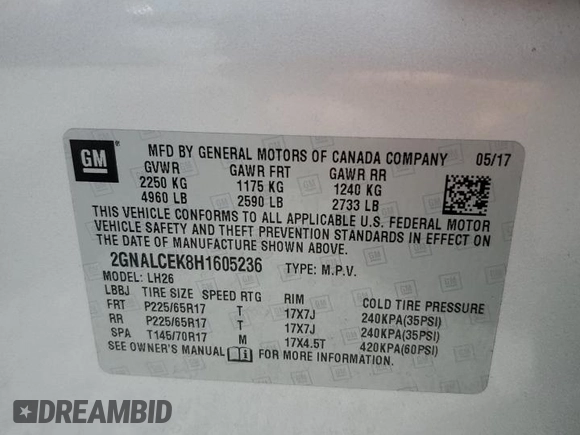 GM
MFD BY GENERAL MOTORS OF CANADA COMPANY 05/17
GVWR GAWR FRT GAWR RR
2250 KG 1175 KG 1240 KG
4960 LB 2590 LB 2733 LB
THIS VEHICLE CONFORMS TO ALL APPLICABLE U.S. FEDERAL MOTOR
VEHICLE SAFETY AND THEFT PREVENTION STANDARDS IN EFFECT ON
THE DATE OF MANUFACTURE SHOWN ABOVE.
2GNALCEK8H1605236 TYPE: M.P.V.
MODEL: LH26
LBBJ TIRE SIZE SPEED RTG RIM COLD TIRE PRESSURE
FRT P225/65R17 T 17X7J 240KPA(35PSI)
RR P225/65R17 T 17X7J 240KPA(35PSI)
SPA T145/70R17 M 17X4.5T 420KPA(60PSI)
SEE OWNER'S MANUAL FOR MORE INFORMATION
DREAMBID